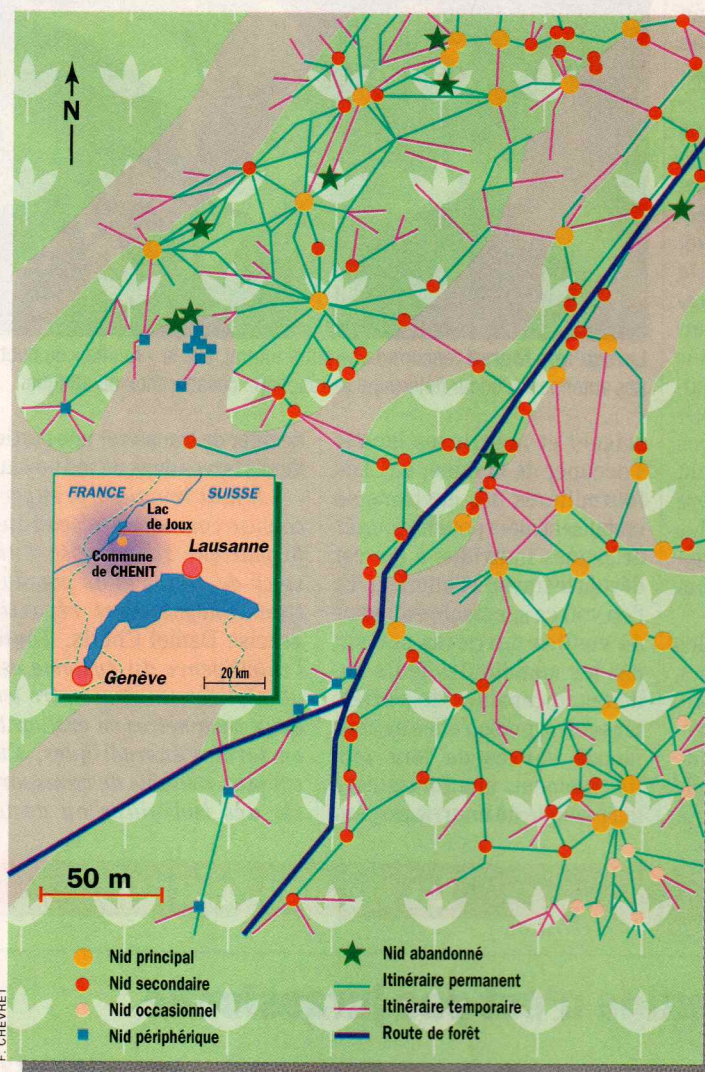 N
FRANCE
SUISSE
Lac
de Joux
Lausanne
Commune
de CHENIT
Genève
20 km
50 m
Nid principal
Nid secondaire
Nid occasionnel
Nid périphérique
Nid abandonné
Itinéraire permanent
Itinéraire temporaire
Route de forêt
F. CHEVRET